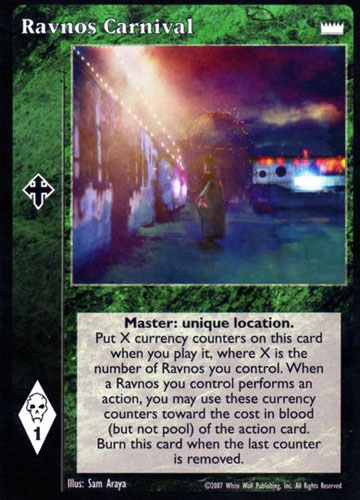 Ravnos Carnival
Master: unique location.
Put X currency counters on this card
when you play it, where X is the
number of Ravnos you control. When
a Ravnos you control performs an
action, you may use these currency
counters toward the cost in blood
(but not pool) of the action card.
Burn this card when the last counter
is removed.
1
Illus: Sam Araya
©2007 White Wolf Publishing, Inc. All Rights Reserved